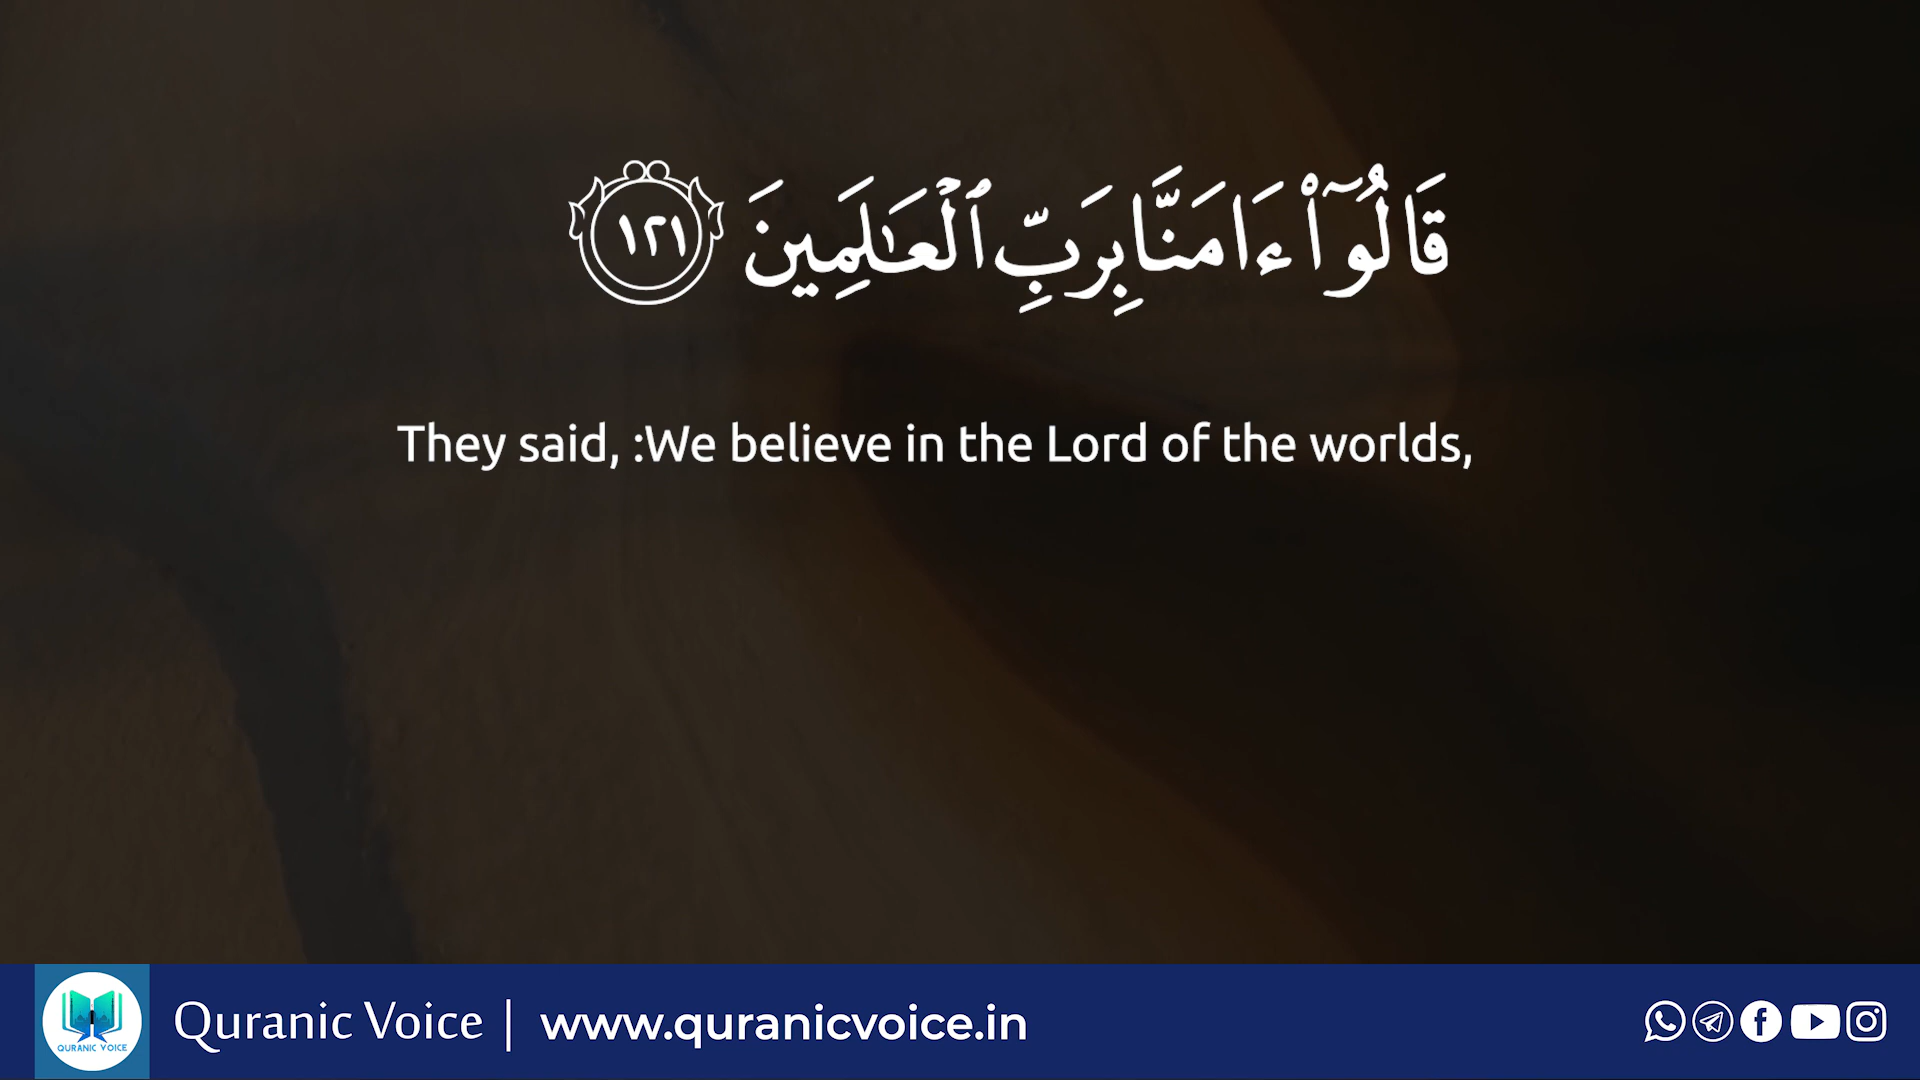 قَالُوٓا۟ ءَامَنَّا بِرَبِّ ٱلْعَـٰلَمِينَ ١٢١
They said, :We believe in the Lord of the worlds,
QURANIC VOICE
Quranic Voice | www.quranicvoice.in